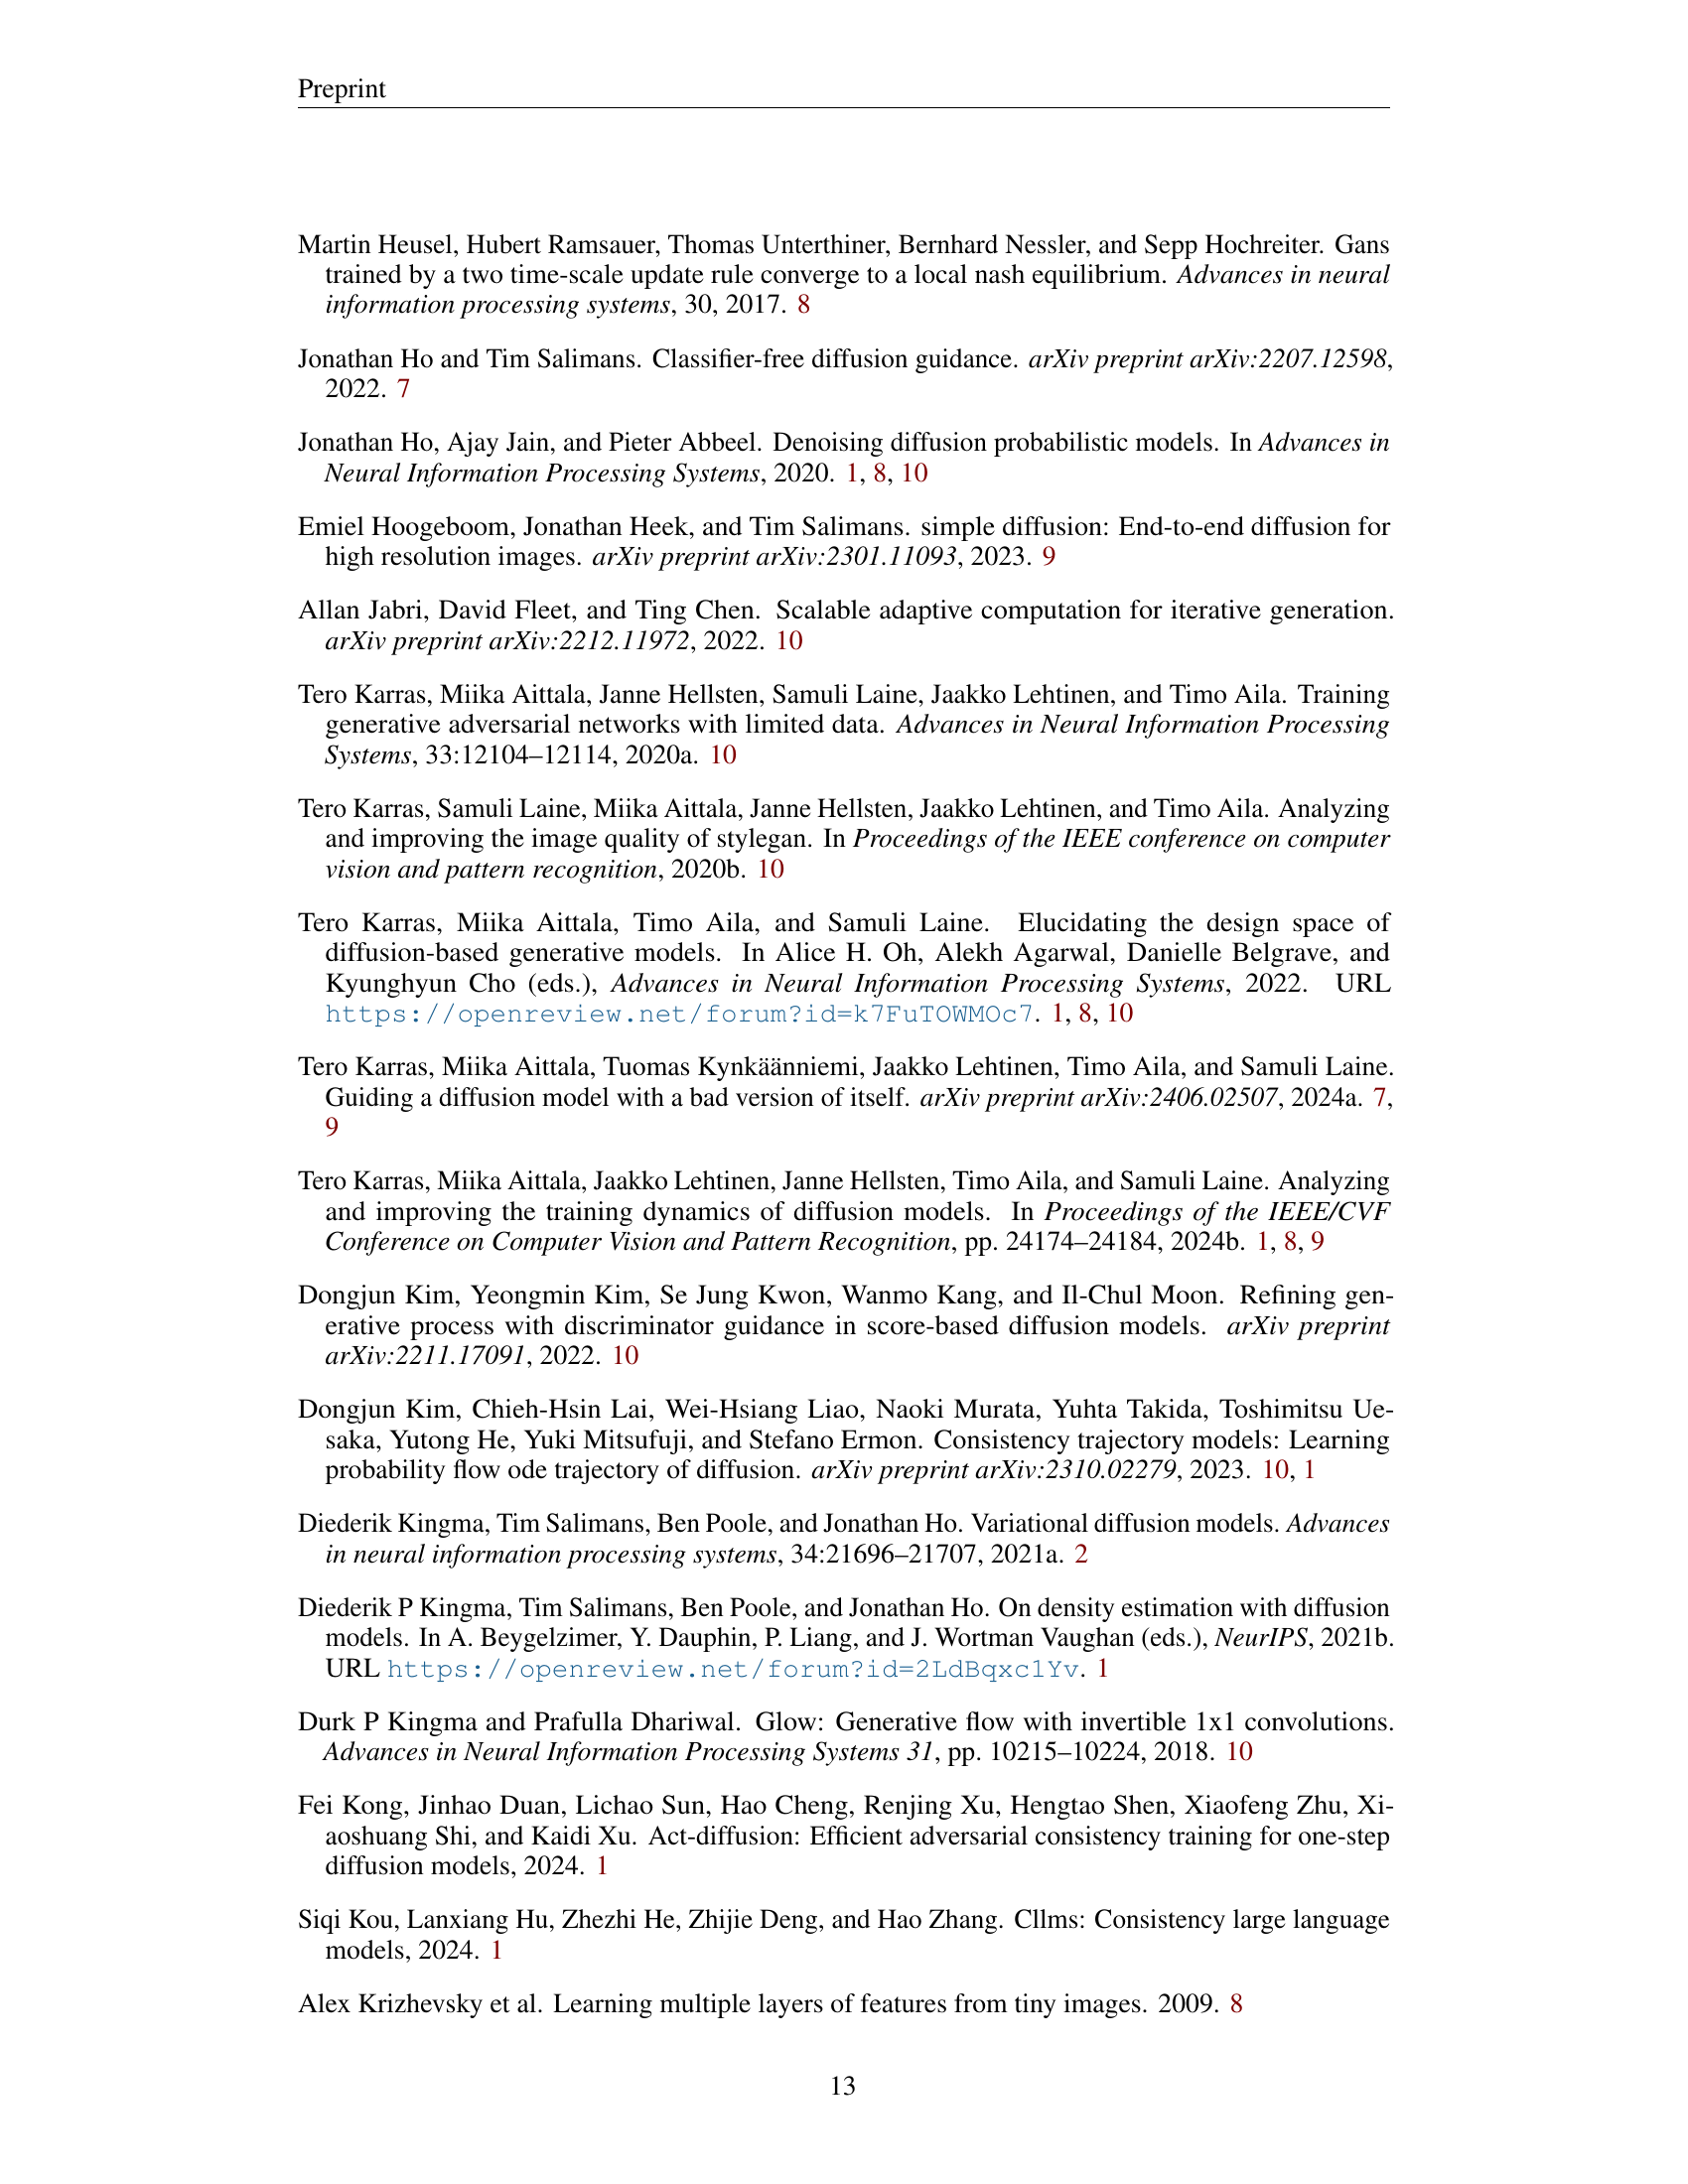 Preprint
Martin Heusel, Hubert Ramsauer, Thomas Unterthiner, Bernhard Nessler, and Sepp Hochreiter. Gans
trained by a two time-scale update rule converge to a local nash equilibrium. Advances in neural
information processing systems, 30, 2017. 8
Jonathan Ho and Tim Salimans. Classifier-free diffusion guidance. arXiv preprint arXiv:2207.12598,
2022. 7
Jonathan Ho, Ajay Jain, and Pieter Abbeel. Denoising diffusion probabilistic models. In Advances in
Neural Information Processing Systems, 2020. 1, 8, 10
Emiel Hoogeboom, Jonathan Heek, and Tim Salimans. simple diffusion: End-to-end diffusion for
high resolution images. arXiv preprint arXiv:2301.11093, 2023. 9
Allan Jabri, David Fleet, and Ting Chen. Scalable adaptive computation for iterative generation.
arXiv preprint arXiv:2212.11972, 2022. 10
Tero Karras, Miika Aittala, Janne Hellsten, Samuli Laine, Jaakko Lehtinen, and Timo Aila. Training
generative adversarial networks with limited data. Advances in Neural Information Processing
Systems, 33:12104–12114, 2020a. 10
Tero Karras, Samuli Laine, Miika Aittala, Janne Hellsten, Jaakko Lehtinen, and Timo Aila. Analyzing
and improving the image quality of stylegan. In Proceedings of the IEEE conference on computer
vision and pattern recognition, 2020b. 10
Tero Karras, Miika Aittala, Timo Aila, and Samuli Laine. Elucidating the design space of
diffusion-based generative models. In Alice H. Oh, Alekh Agarwal, Danielle Belgrave, and
Kyunghyun Cho (eds.), Advances in Neural Information Processing Systems, 2022. URL
https://openreview.net/forum?id=k7FuTOWMOc7. 1, 8, 10
Tero Karras, Miika Aittala, Tuomas Kynkäänniemi, Jaakko Lehtinen, Timo Aila, and Samuli Laine.
Guiding a diffusion model with a bad version of itself. arXiv preprint arXiv:2406.02507, 2024a. 7,
9
Tero Karras, Miika Aittala, Jaakko Lehtinen, Janne Hellsten, Timo Aila, and Samuli Laine. Analyzing
and improving the training dynamics of diffusion models. In Proceedings of the IEEE/CVF
Conference on Computer Vision and Pattern Recognition, pp. 24174–24184, 2024b. 1, 8, 9
Dongjun Kim, Yeongmin Kim, Se Jung Kwon, Wanmo Kang, and Il-Chul Moon. Refining gen-
erative process with discriminator guidance in score-based diffusion models. arXiv preprint
arXiv:2211.17091, 2022. 10
Dongjun Kim, Chieh-Hsin Lai, Wei-Hsiang Liao, Naoki Murata, Yuhta Takida, Toshimitsu Ue-
saka, Yutong He, Yuki Mitsufuji, and Stefano Ermon. Consistency trajectory models: Learning
probability flow ode trajectory of diffusion. arXiv preprint arXiv:2310.02279, 2023. 10, 1
Diederik Kingma, Tim Salimans, Ben Poole, and Jonathan Ho. Variational diffusion models. Advances
in neural information processing systems, 34:21696–21707, 2021a. 2
Diederik P Kingma, Tim Salimans, Ben Poole, and Jonathan Ho. On density estimation with diffusion
models. In A. Beygelzimer, Y. Dauphin, P. Liang, and J. Wortman Vaughan (eds.), NeurIPS, 2021b.
URL https://openreview.net/forum?id=2LdBqxc1Yv. 1
Durk P Kingma and Prafulla Dhariwal. Glow: Generative flow with invertible 1x1 convolutions.
Advances in Neural Information Processing Systems 31, pp. 10215–10224, 2018. 10
Fei Kong, Jinhao Duan, Lichao Sun, Hao Cheng, Renjing Xu, Hengtao Shen, Xiaofeng Zhu, Xi-
aoshuang Shi, and Kaidi Xu. Act-diffusion: Efficient adversarial consistency training for one-step
diffusion models, 2024. 1
Siqi Kou, Lanxiang Hu, Zhezhi He, Zhijie Deng, and Hao Zhang. Cllms: Consistency large language
models, 2024. 1
Alex Krizhevsky et al. Learning multiple layers of features from tiny images. 2009. 8
13